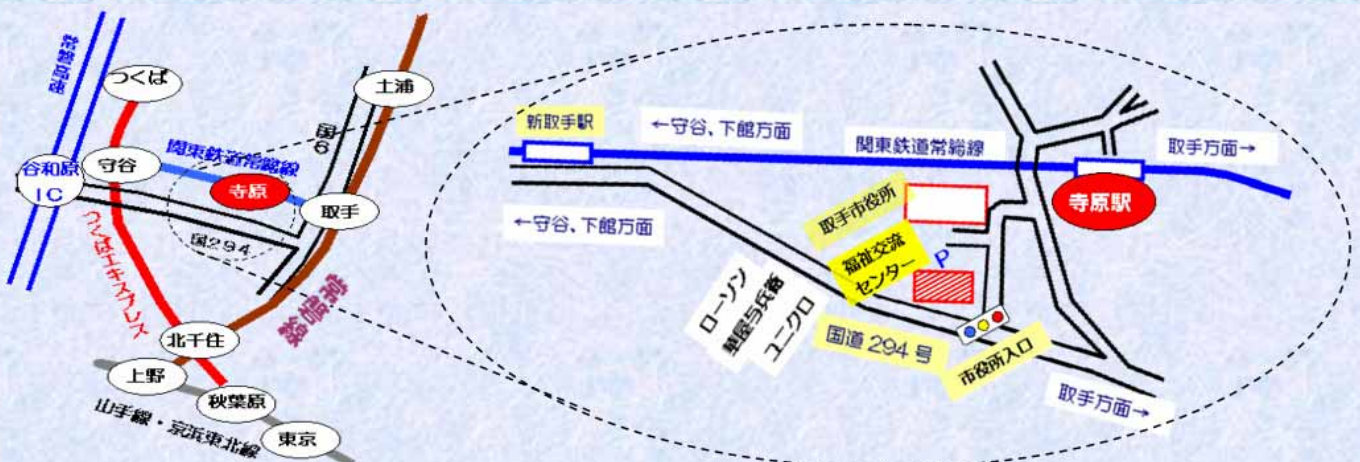 常磐高速
つくば
土浦
国6
関東鉄道常総線
谷和原
IC
守谷
寺原
取手
国294
つくばエキスプレス
常磐線
北千住
上野
秋葉原
東京
山手線・京浜東北線
新取手駅
←守谷、下館方面
関東鉄道常総線
取手方面→
寺原駅
取手市役所
←守谷、下館方面
福祉交流
センター
P
ローソン
華屋与兵衛
ユニクロ
国道294号
市役所入口
取手方面→